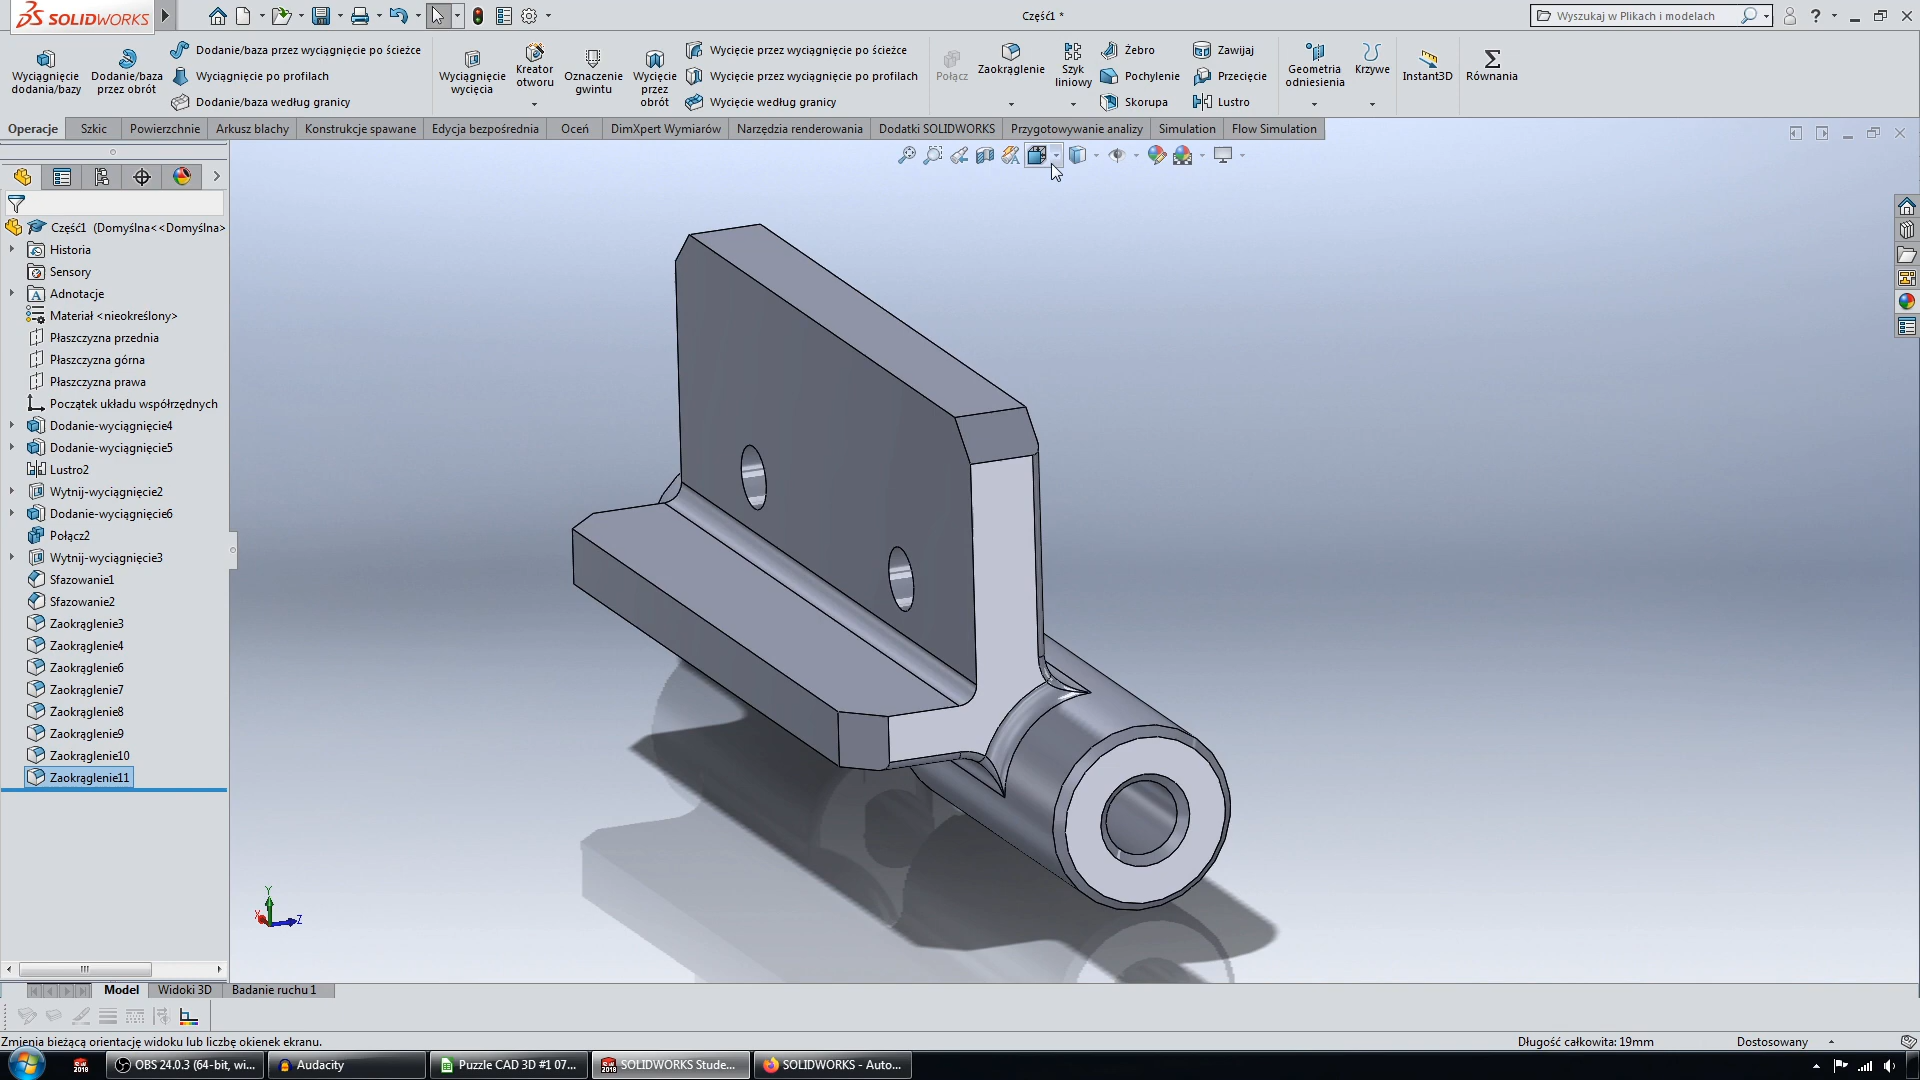 SOLIDWORKS
Część1 *
Wyszukaj w Plikach i modelach
?
Wyciągnięcie dodania/bazy
Dodanie/baza przez obrót
Dodanie/baza przez wyciągnięcie po ścieżce
Wyciągnięcie po profilach
Dodanie/baza według granicy
Wyciągnięcie wycięcia
Kreator otworu
Oznaczenie gwintu
Wycięcie przez obrót
Wycięcie przez wyciągnięcie po ścieżce
Wycięcie przez wyciągnięcie po profilach
Wycięcie według granicy
Połącz
Zaokrąglenie
Szyk liniowy
Żebro
Pochylenie
Skorupa
Zawijaj
Przecięcie
Lustro
Geometria odniesienia
Krzywe
Instant3D
Równania
Operacje
Szkic
Powierzchnie
Arkusz blachy
Konstrukcje spawane
Edycja bezpośrednia
Oceń
DimXpert Wymiarów
Narzędzia renderowania
Dodatki SOLIDWORKS
Przygotowywanie analizy
Simulation
Flow Simulation
Część1 (Domyślna<<Domyślna>
Historia
Sensory
Adnotacje
Materiał <nieokreślony>
Płaszczyzna przednia
Płaszczyzna górna
Płaszczyzna prawa
Początek układu współrzędnych
Dodanie-wyciągnięcie4
Dodanie-wyciągnięcie5
Lustro2
Wytnij-wyciągnięcie2
Dodanie-wyciągnięcie6
Połącz2
Wytnij-wyciągnięcie3
Sfazowanie1
Sfazowanie2
Zaokrąglenie3
Zaokrąglenie4
Zaokrąglenie6
Zaokrąglenie7
Zaokrąglenie8
Zaokrąglenie9
Zaokrąglenie10
Zaokrąglenie11
Y
X
Z
Model
Widoki 3D
Badanie ruchu 1
Zmienia bieżącą orientację widoku lub liczbę okienek ekranu.
Długość całkowita: 19mm
Dostosowany
OBS 24.0.3 (64-bit, wi...
Audacity
Puzzle CAD 3D #1 07...
SOLIDWORKS Stude...
SOLIDWORKS - Auto...